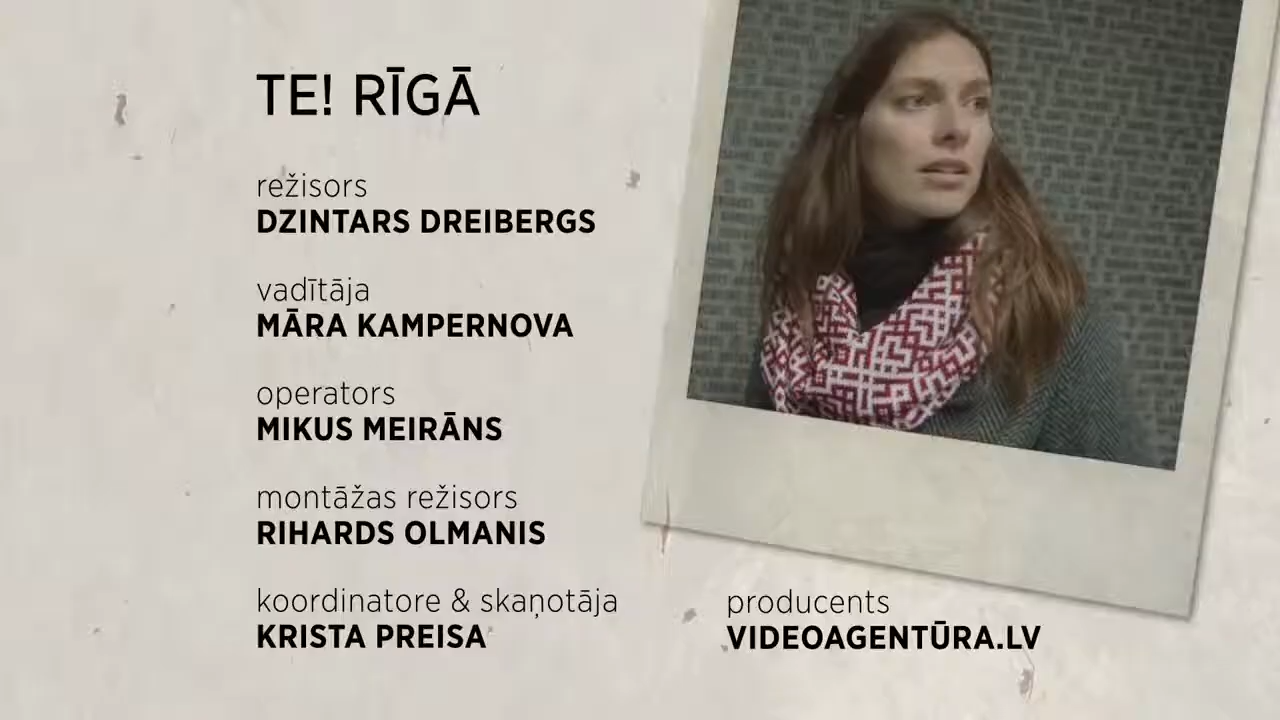 TE! RĪGĀ
režisors
DZINTARS DREIBERGS
vadītāja
MĀRA KAMPERNOVA
operators
MIKUS MEIRĀNS
montāžas režisors
RIHARDS OLMANIS
koordinatore & skaņotāja
KRISTA PREISA
producents
VIDEOAGENTŪRA.LV